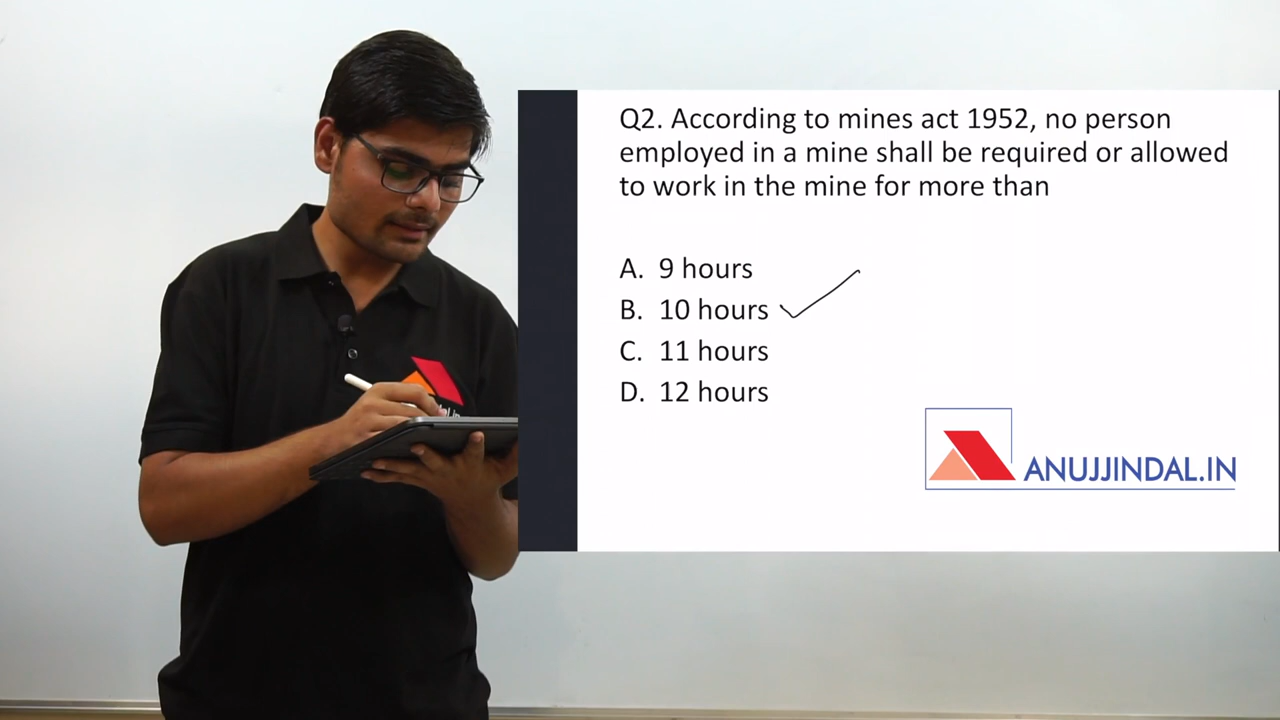 Q2. According to mines act 1952, no person
employed in a mine shall be required or allowed
to work in the mine for more than
A. 9 hours
B. 10 hours
C. 11 hours
D. 12 hours
ANUJJINDAL.IN